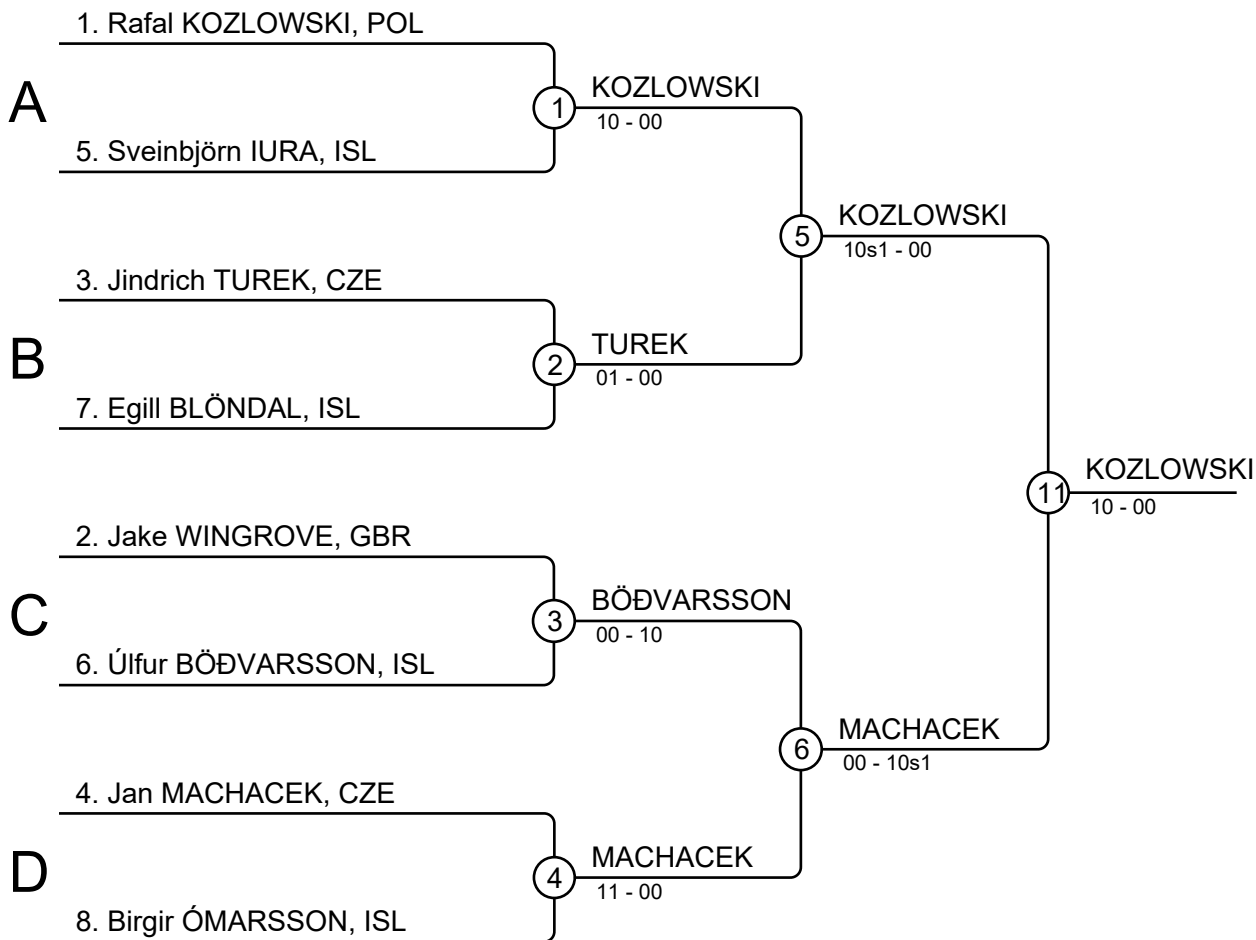 1. Rafal KOZLOWSKI, POL
A
1
KOZLOWSKI
10 - 00
5. Sveinbjörn IURA, ISL
5
KOZLOWSKI
10s1 - 00
3. Jindrich TUREK, CZE
B
2
TUREK
01 - 00
7. Egill BLÖNDAL, ISL
11
KOZLOWSKI
10 - 00
2. Jake WINGROVE, GBR
C
3
BÖÐVARSSON
00 - 10
6. Úlfur BÖÐVARSSON, ISL
6
MACHACEK
00 - 10s1
4. Jan MACHACEK, CZE
D
4
MACHACEK
11 - 00
8. Birgir ÓMARSSON, ISL